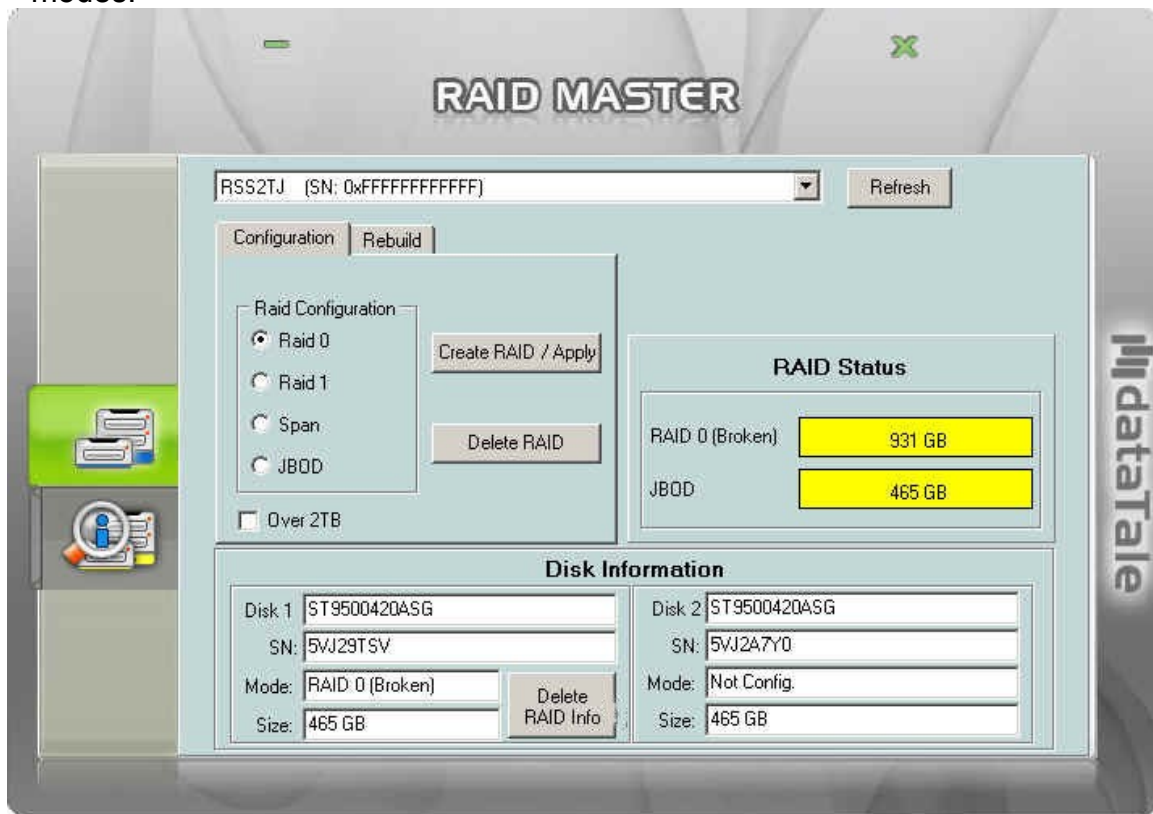 modes.
RAID MASTER
RSS2TJ (SN: 0xFFFFFFFFFFFF)
Refresh
Configuration
Rebuild
Raid Configuration
Raid 0
Raid 1
Span
JBOD
Over 2TB
Create RAID / Apply
Delete RAID
RAID Status
RAID 0 (Broken) 931 GB
JBOD 465 GB
dataTale
Disk Information
Disk 1 ST9500420ASG
SN: 5VJ29TSV
Mode: RAID 0 (Broken)
Size: 465 GB
Delete
RAID Info
Disk 2 ST9500420ASG
SN: 5VJ2A7Y0
Mode: Not Config.
Size: 465 GB